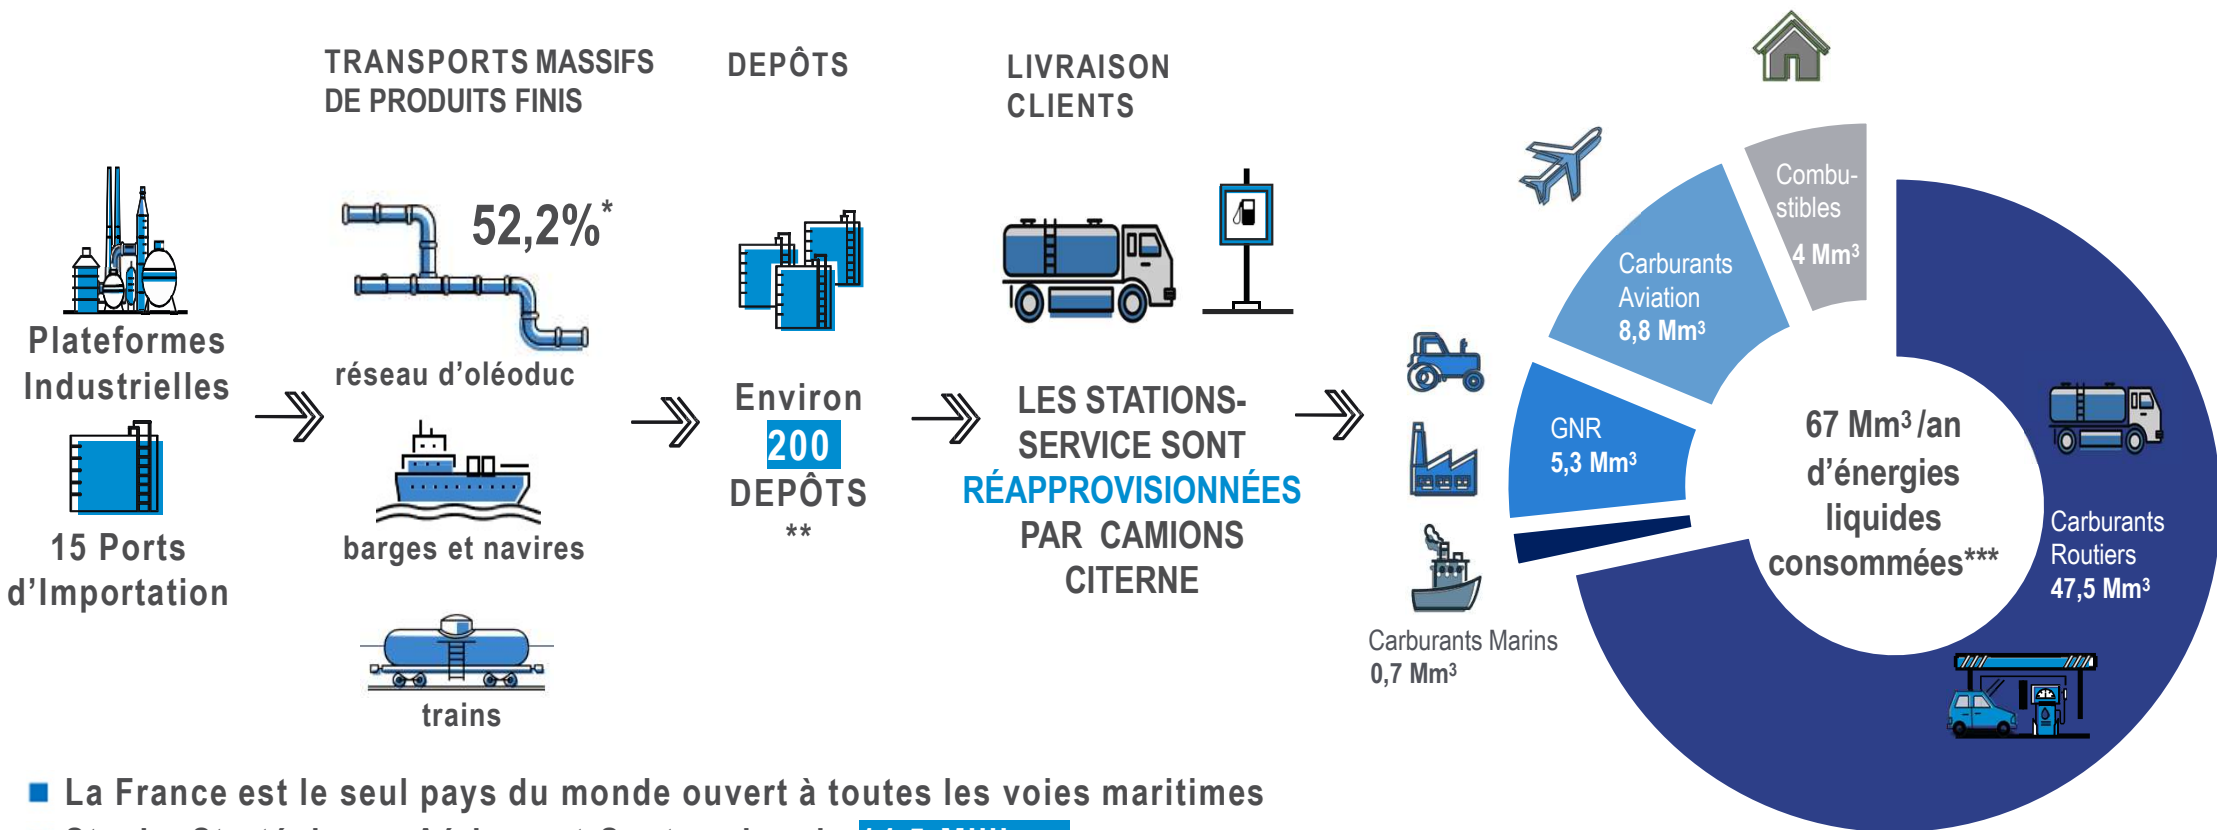 TRANSPORTS MASSIFS
DE PRODUITS FINIS
DEPÔTS
LIVRAISON
CLIENTS
Plateformes
Industrielles
15 Ports
d'Importation
52,2%*
réseau d'oléoduc
barges et navires
trains
Environ
200
DEPÔTS
**
LES STATIONS-
SERVICE SONT
RÉAPPROVISIONNÉES
PAR CAMIONS
CITERNE
Combu-
stibles
4 Mm³
Carburants
Aviation
8,8 Mm³
GNR
5,3 Mm³
Carburants Marins
0,7 Mm³
67 Mm³ /an
d'énergies
liquides
consommées***
Carburants
Routiers
47,5 Mm³
La France est le seul pays du monde ouvert à toutes les voies maritimes